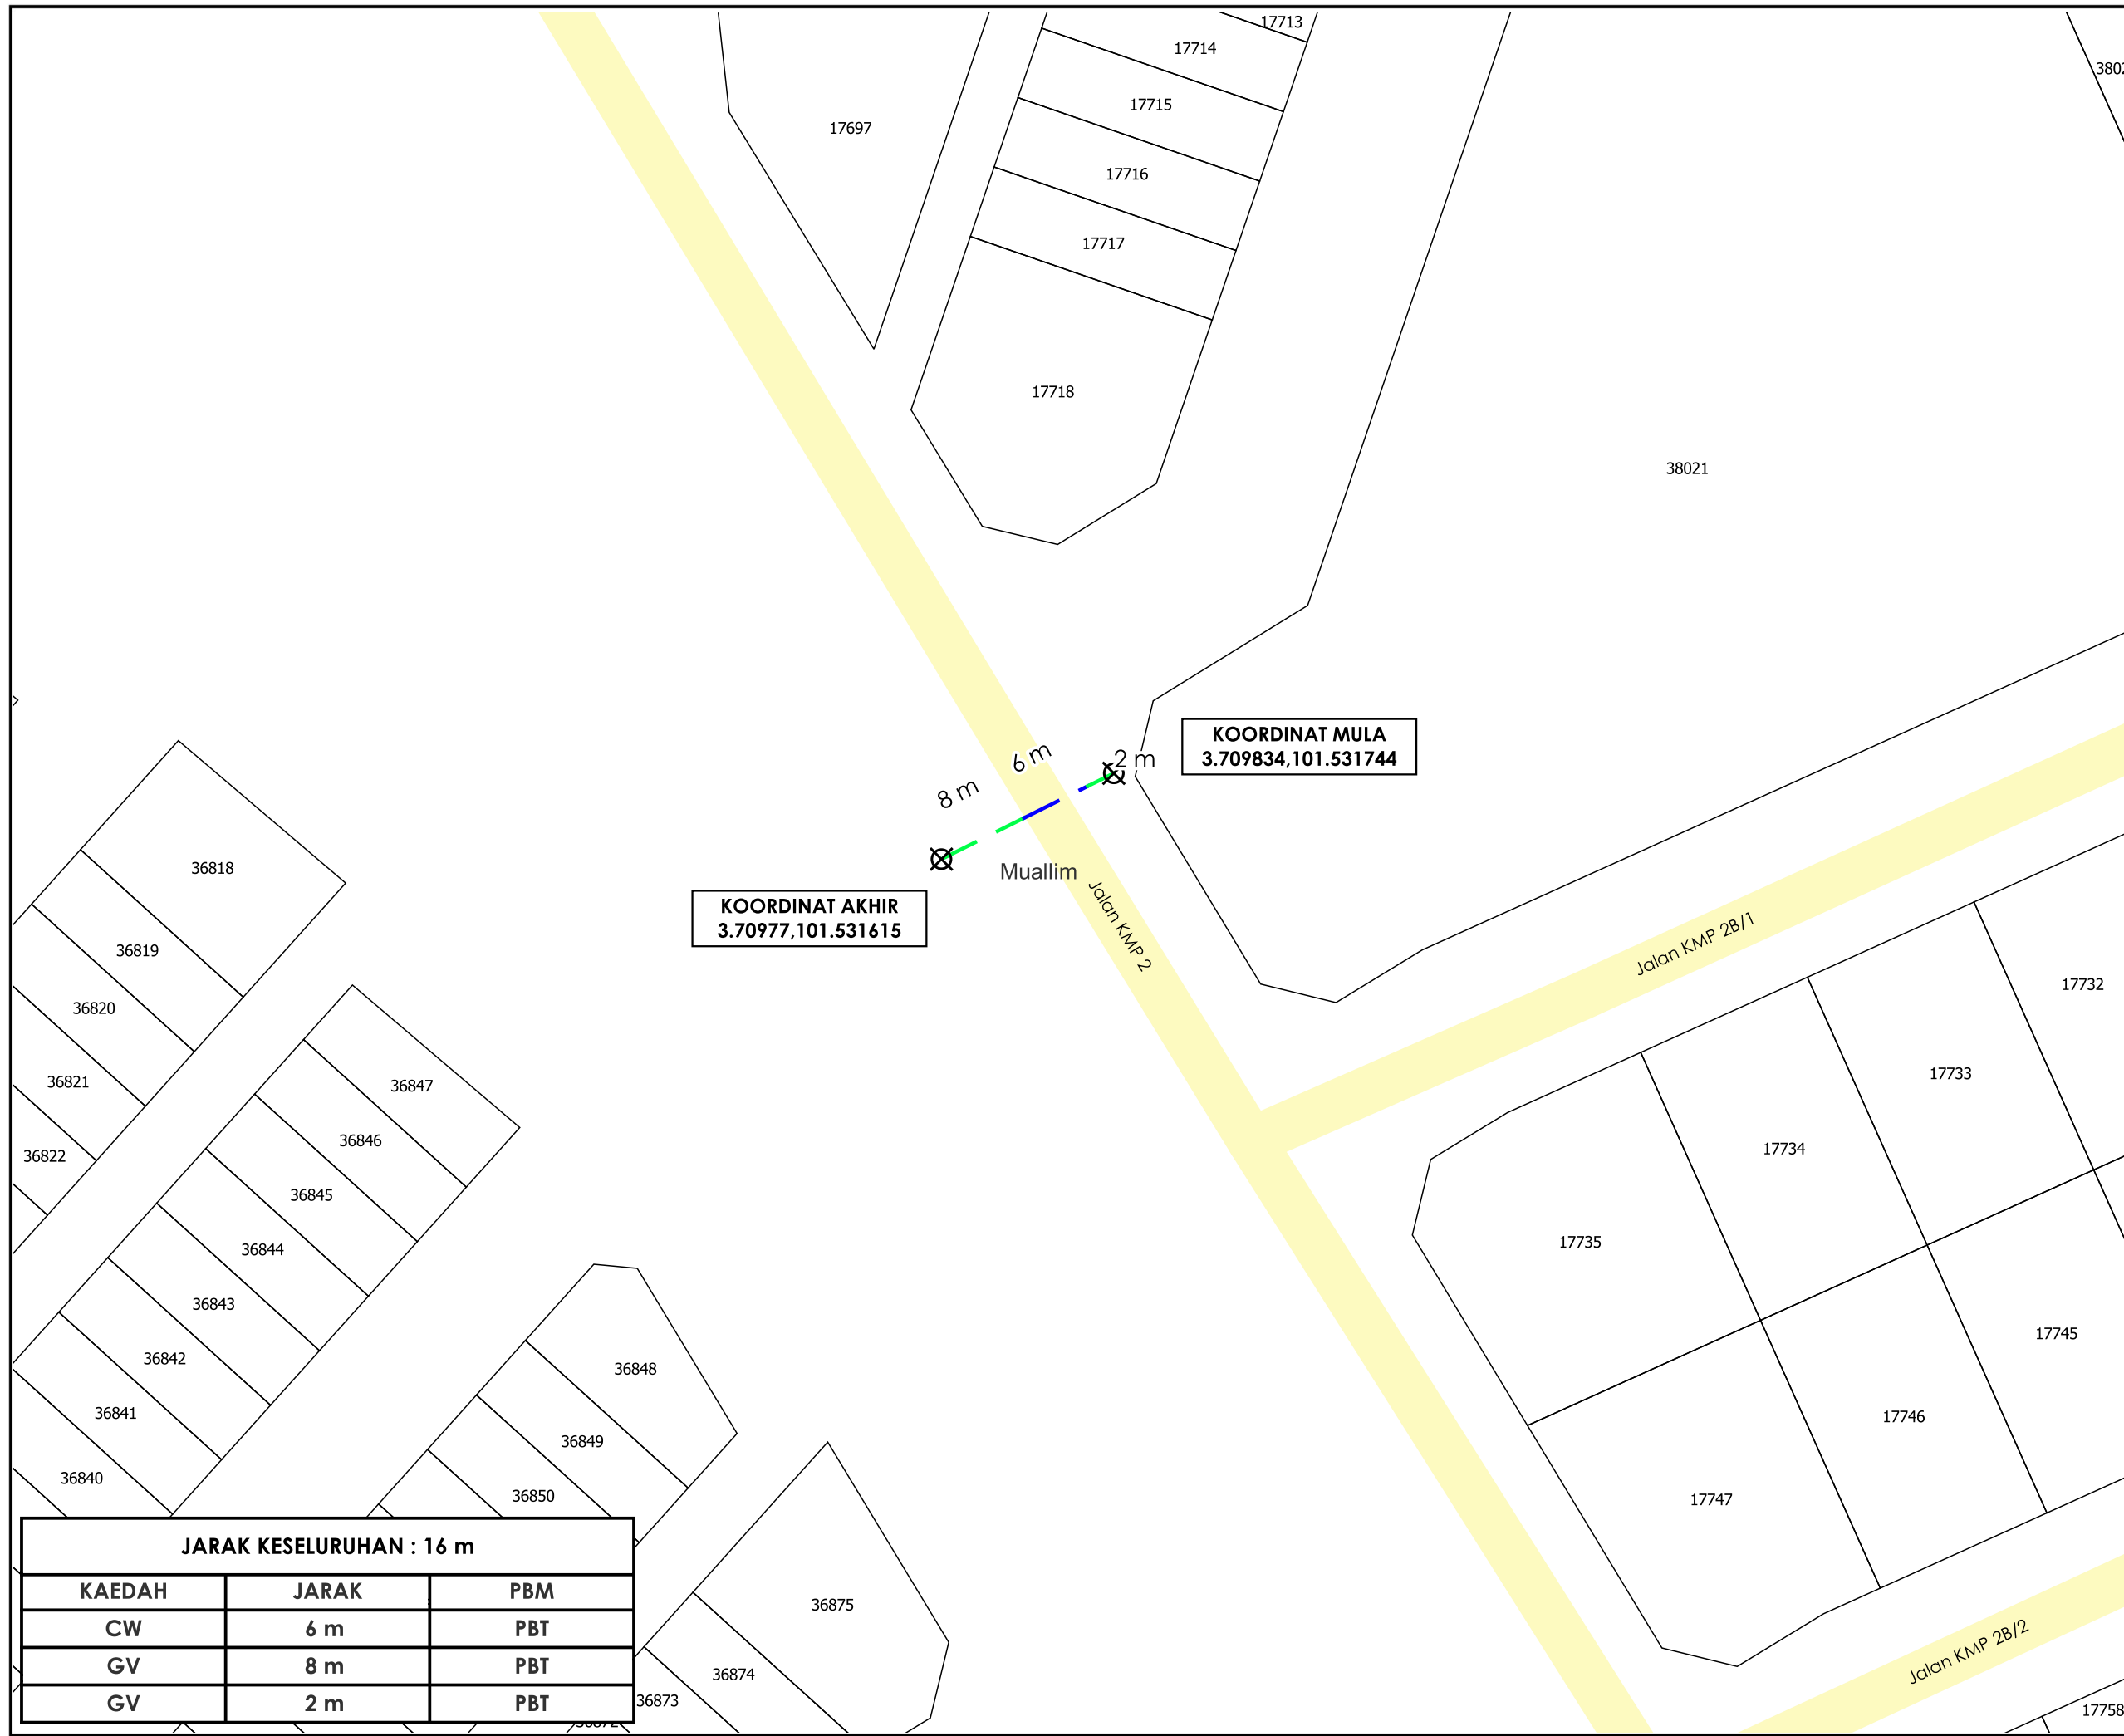 17713
17714
17715
17716
17717
17718
17697
38021
KOORDINAT MULA
3.709834,101.531744
2 m
6 m
8 m
Muallim
KOORDINAT AKHIR
3.70977,101.531615
Jalan KMP 2
Jalan KMP 2B/1
17732
17733
17734
17735
17745
17746
17747
Jalan KMP 2B/2
17758
36818
36819
36820
36821
36822
36847
36846
36845
36844
36843
36842
36841
36840
36848
36849
36850
36875
36874
36873
36872
JARAK KESELURUHAN : 16 m
KAEDAH JARAK PBM
CW 6 m PBT
GV 8 m PBT
GV 2 m PBT